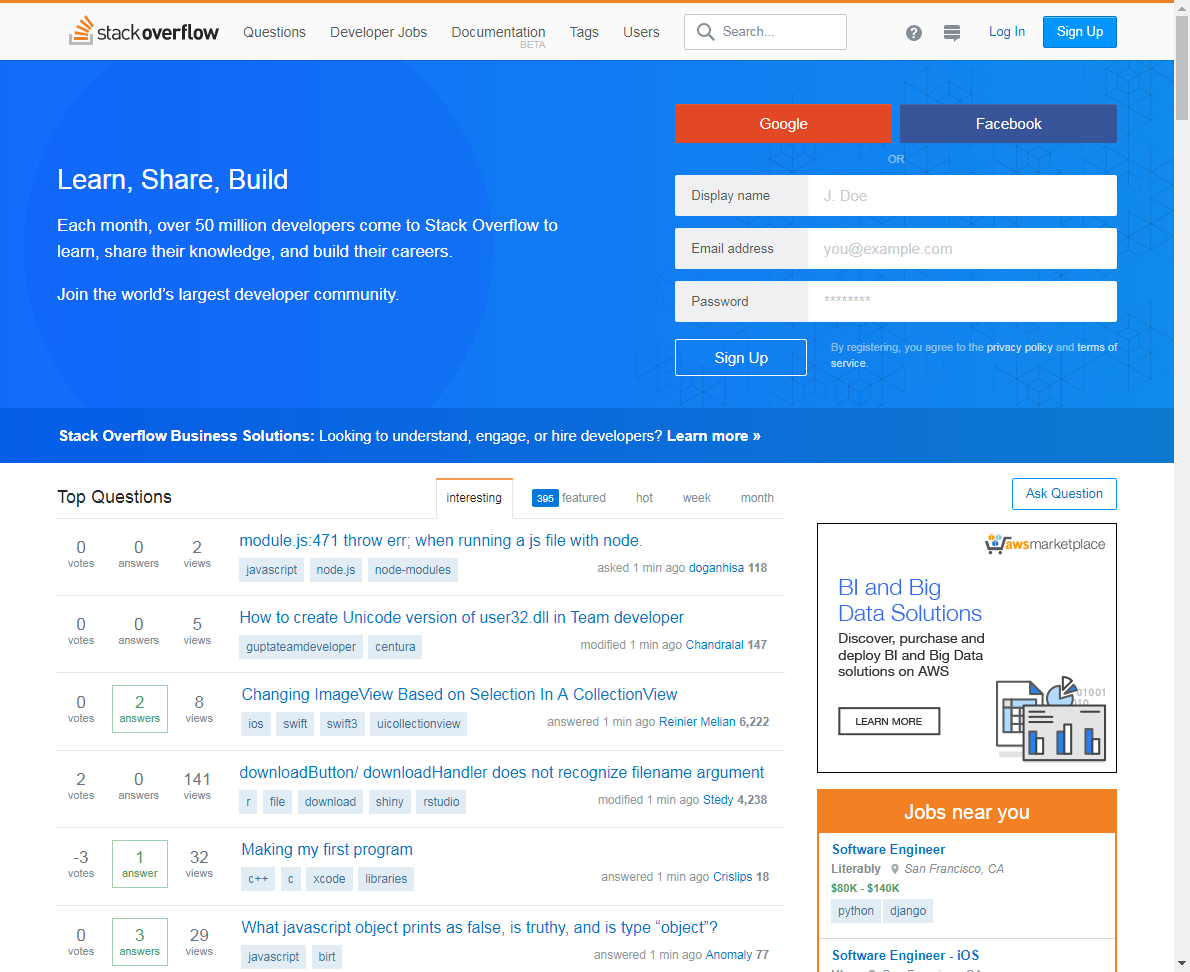 stackoverflow
Questions
Developer Jobs
Documentation
BETA
Tags
Users
Search...
?
Log In
Sign Up
Learn, Share, Build
Each month, over 50 million developers come to Stack Overflow to
learn, share their knowledge, and build their careers.
Join the world’s largest developer community.
Google
Facebook
OR
Display name
J. Doe
Email address
you@example.com
Password
********
Sign Up
By registering, you agree to the privacy policy and terms of
service.
Stack Overflow Business Solutions: Looking to understand, engage, or hire developers? Learn more »
Top Questions
interesting
395 featured
hot
week
month
0 votes
0 answers
2 views
module.js:471 throw err; when running a js file with node.
javascript node.js node-modules
asked 1 min ago doganhisa 118
0 votes
0 answers
5 views
How to create Unicode version of user32.dll in Team developer
guptateamdeveloper centura
modified 1 min ago Chandralal 147
0 votes
2 answers
8 views
Changing ImageView Based on Selection In A CollectionView
ios swift swift3 uicollectionview
answered 1 min ago Reinier Melian 6,222
2 votes
0 answers
141 views
downloadButton/ downloadHandler does not recognize filename argument
r file download shiny rstudio
modified 1 min ago Stedy 4,238
-3 votes
1 answer
32 views
Making my first program
c++ c xcode libraries
answered 1 min ago Crislips 18
0 votes
3 answers
29 views
What javascript object prints as false, is truthy, and is type “object”?
javascript birt
answered 1 min ago Anomaly 77
Ask Question
awsmarketplace
BI and Big
Data Solutions
Discover, purchase and
deploy BI and Big Data
solutions on AWS
LEARN MORE
01001
Jobs near you
Software Engineer
Literably San Francisco, CA
$80K - $140K
python django
Software Engineer - iOS